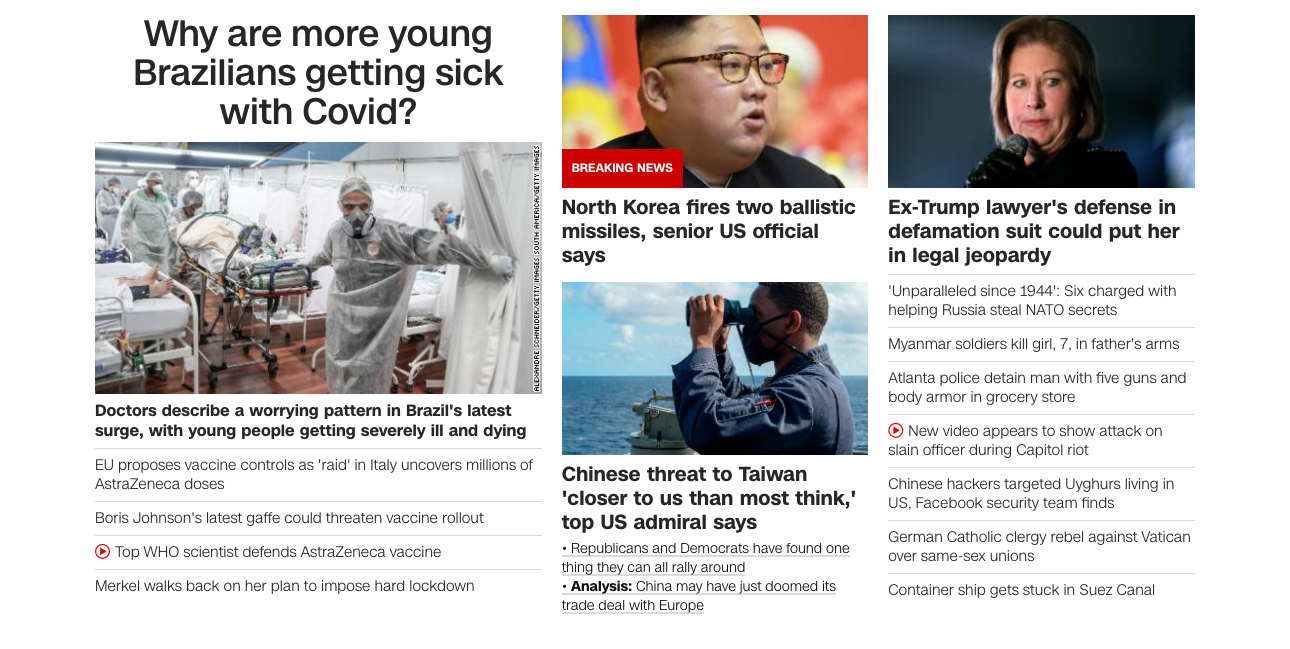 Why are more young
Brazilians getting sick
with Covid?
ALEXANDRE SCHNEIDER/GETTY IMAGES SOUTH AMERICA/GETTY IMAGES
Doctors describe a worrying pattern in Brazil's latest
surge, with young people getting severely ill and dying
EU proposes vaccine controls as 'raid' in Italy uncovers millions of
AstraZeneca doses
Boris Johnson's latest gaffe could threaten vaccine rollout
Top WHO scientist defends AstraZeneca vaccine
Merkel walks back on her plan to impose hard lockdown
BREAKING NEWS
North Korea fires two ballistic
missiles, senior US official
says
Chinese threat to Taiwan
'closer to us than most think,'
top US admiral says
• Republicans and Democrats have found one
thing they can all rally around
• Analysis: China may have just doomed its
trade deal with Europe
Ex-Trump lawyer's defense in
defamation suit could put her
in legal jeopardy
'Unparalleled since 1944': Six charged with
helping Russia steal NATO secrets
Myanmar soldiers kill girl, 7, in father's arms
Atlanta police detain man with five guns and
body armor in grocery store
New video appears to show attack on
slain officer during Capitol riot
Chinese hackers targeted Uyghurs living in
US, Facebook security team finds
German Catholic clergy rebel against Vatican
over same-sex unions
Container ship gets stuck in Suez Canal